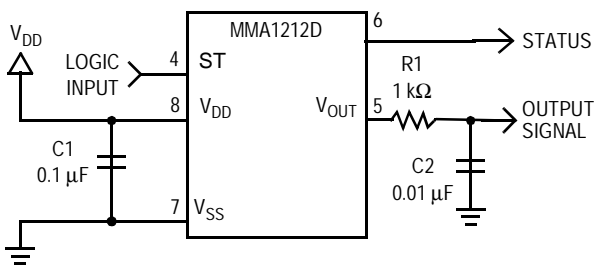 MMA1212D
V_DD
LOGIC
INPUT
4
ST
8
V_DD
C1
0.1 µF
7
V_SS
6
STATUS
R1
1 kΩ
V_OUT
5
OUTPUT
SIGNAL
C2
0.01 µF